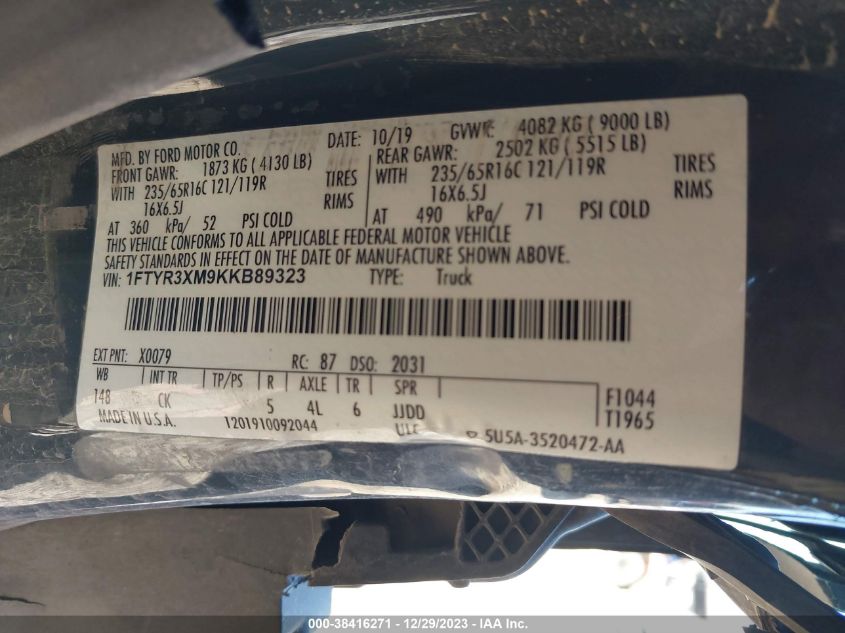 MFD. BY FORD MOTOR CO.
DATE: 10/19 GVWR: 4082 KG ( 9000 LB)
FRONT GAWR: 1873 KG ( 4130 LB)
REAR GAWR: 2502 KG ( 5515 LB)
WITH 235/65R16C 121/119R TIRES
WITH 235/65R16C 121/119R TIRES
16X6.5J RIMS
16X6.5J RIMS
AT 360 kPa/ 52 PSI COLD
AT 490 kPa/ 71 PSI COLD
THIS VEHICLE CONFORMS TO ALL APPLICABLE FEDERAL MOTOR VEHICLE
SAFETY STANDARDS IN EFFECT ON THE DATE OF MANUFACTURE SHOWN ABOVE.
VIN: 1FTYR3XM9KKB89323 TYPE: Truck
EXT PNT: X0079 RC: 87 DSO: 2031
WB INT TR TP/PS R AXLE TR SPR
148 CK 5 4L 6 JJDD
F1044
T1965
MADE IN U.S.A. 1201910092044 ULC 5U5A-3520472-AA
000-38416271 - 12/29/2023 - IAA Inc.